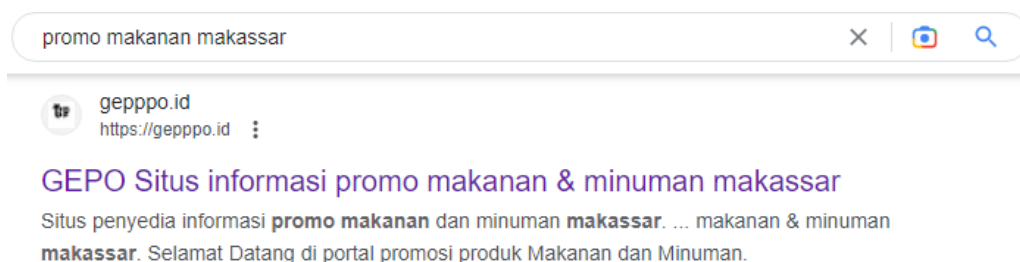 promo makanan makassar
gepppo.id
https://gepppo.id
GEPO Situs informasi promo makanan & minuman makassar
Situs penyedia informasi promo makanan dan minuman makassar. ... makanan & minuman
makassar. Selamat Datang di portal promosi produk Makanan dan Minuman.